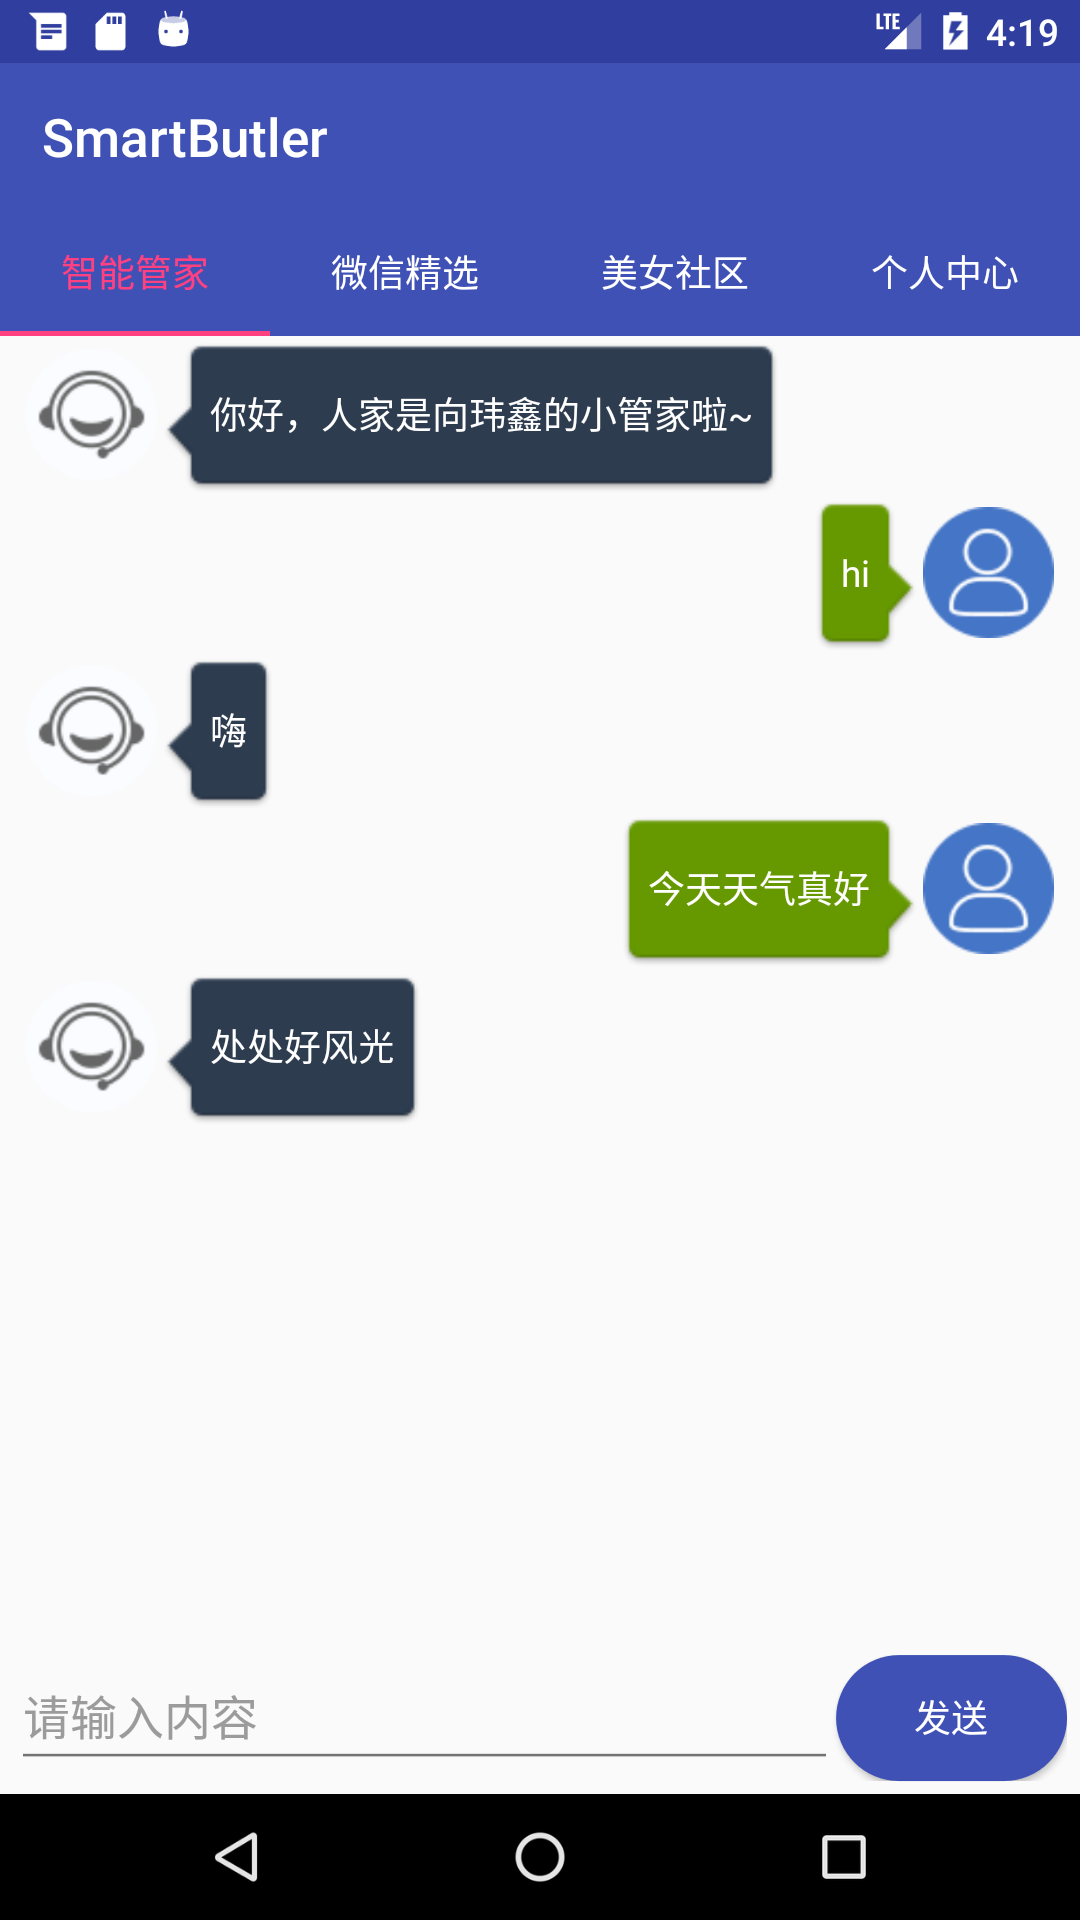 LTE 4:19
SmartButler
智能管家 微信精选 美女社区 个人中心
你好，人家是向玮鑫的小管家啦~
hi
嗨
今天天气真好
处处好风光
请输入内容 发送